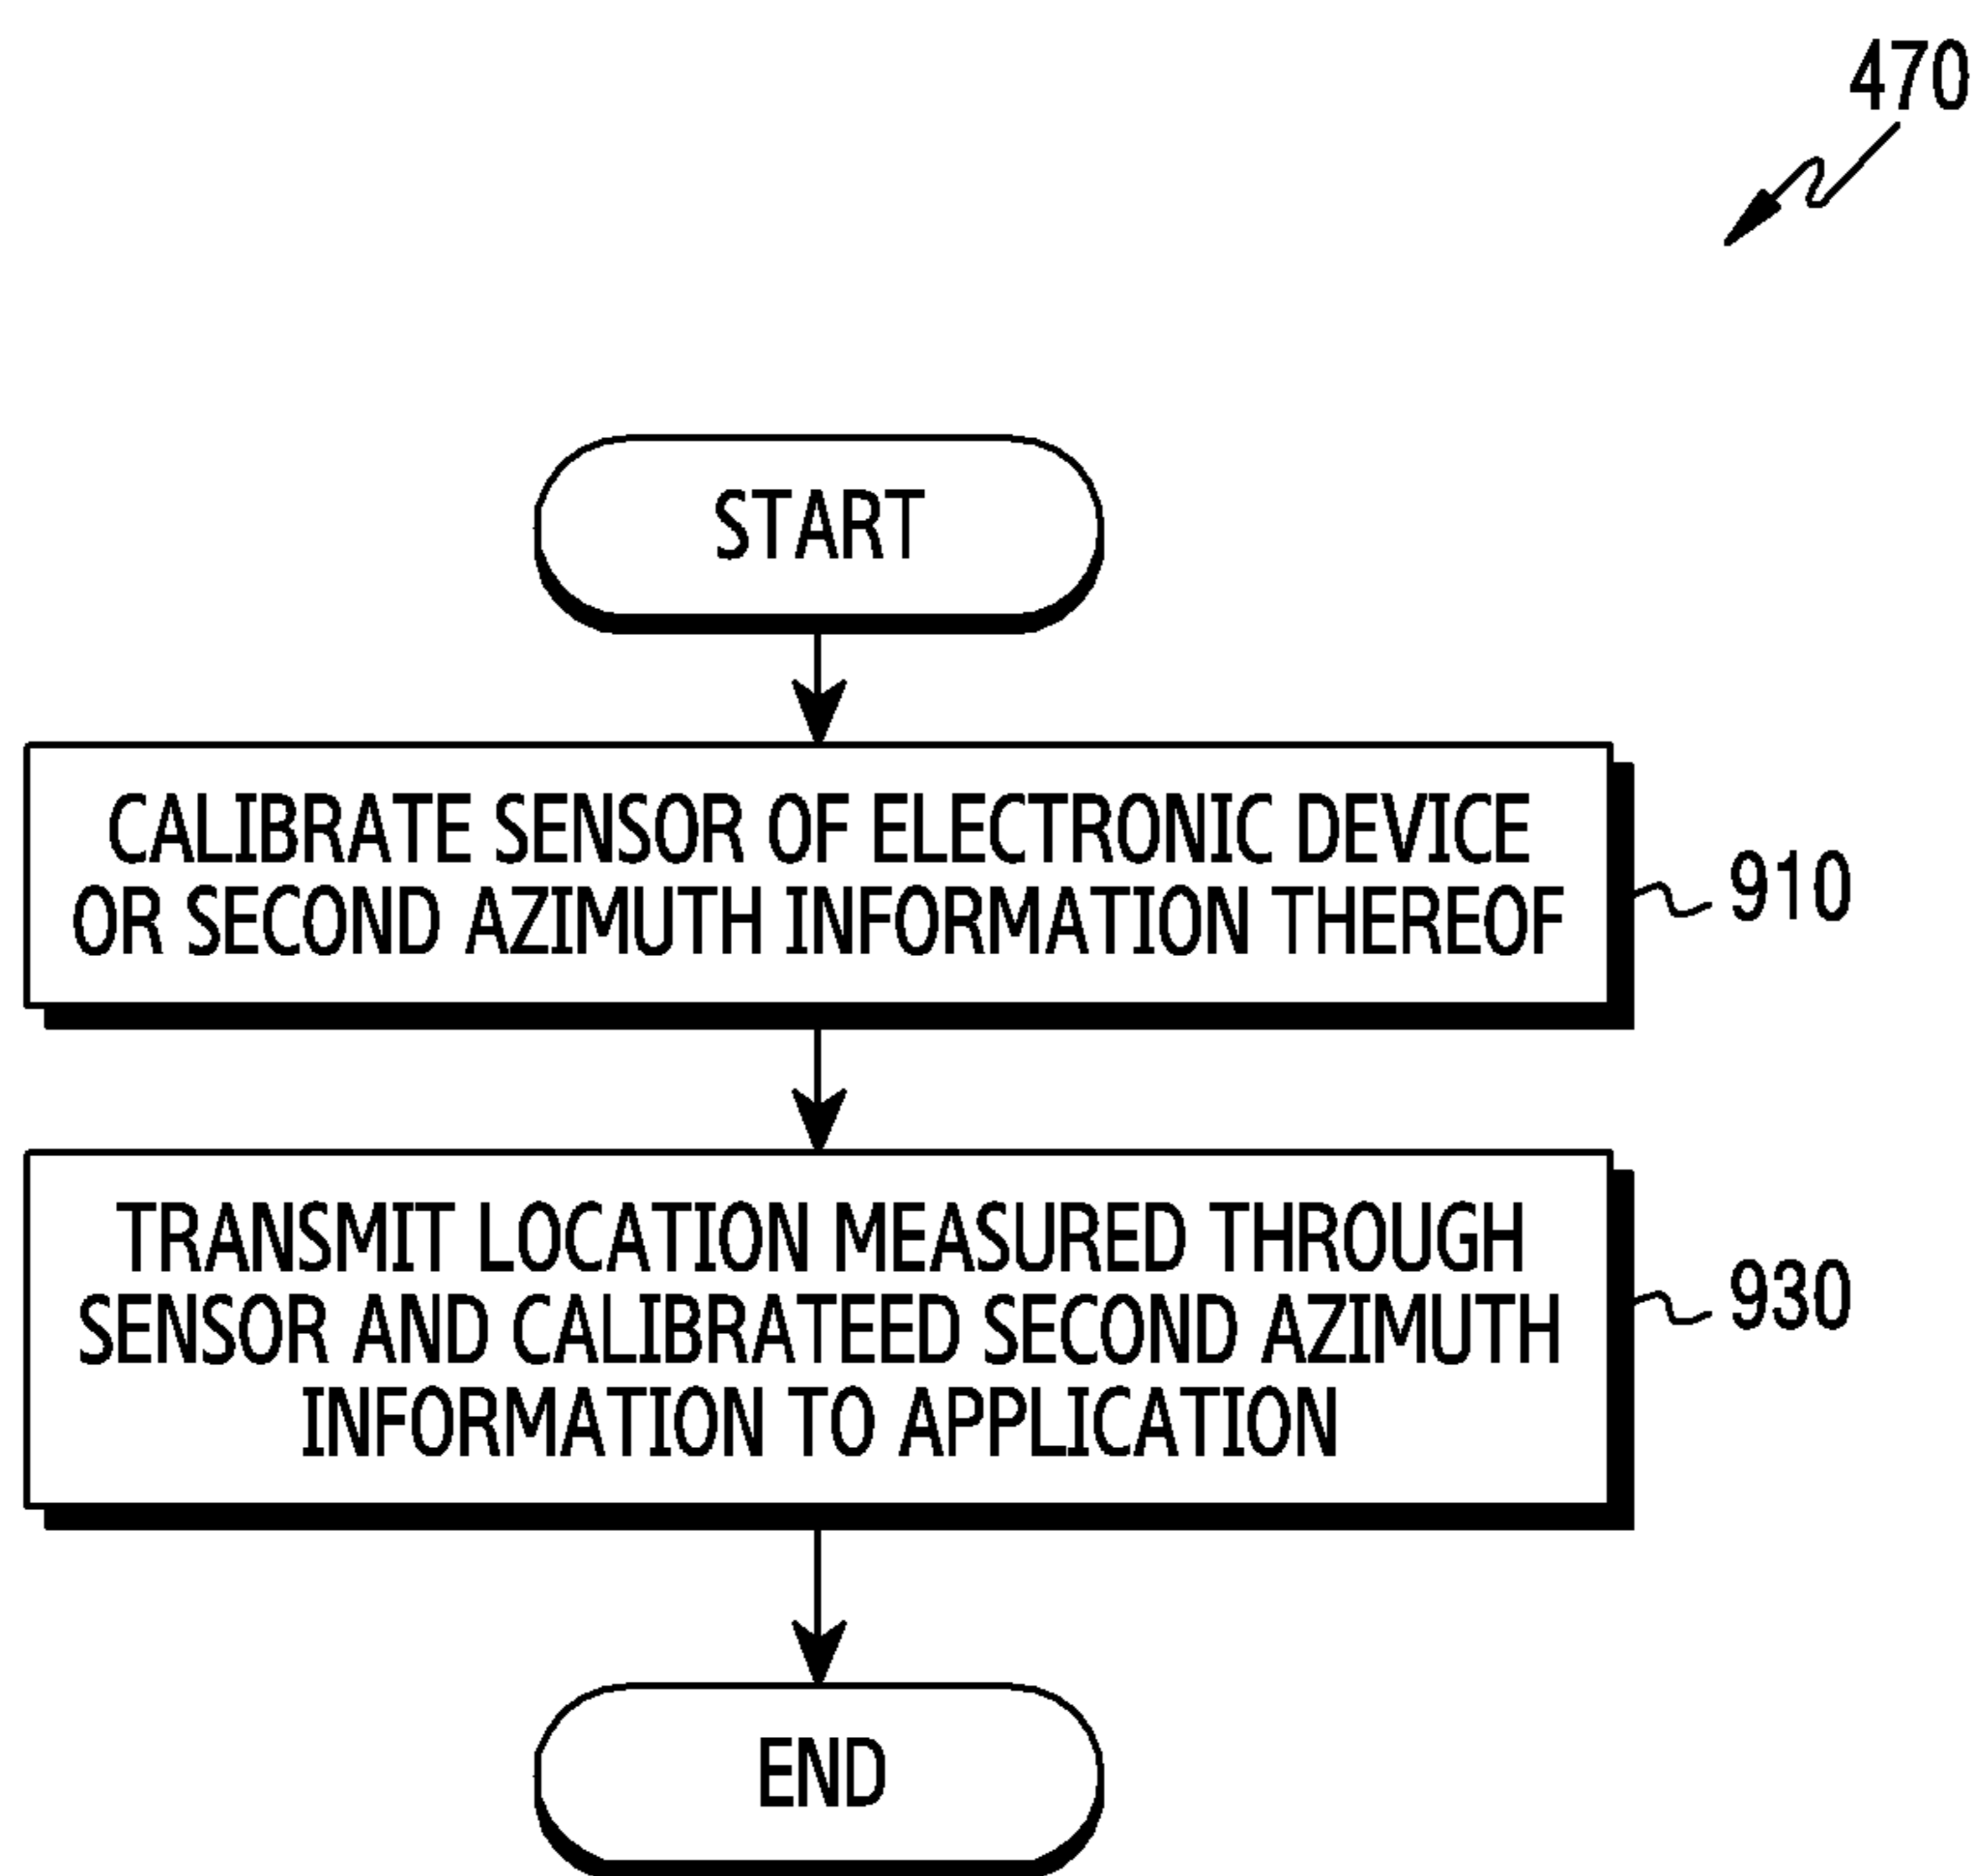 470
START
CALIBRATE SENSOR OF ELECTRONIC DEVICE
OR SECOND AZIMUTH INFORMATION THEREOF
910
TRANSMIT LOCATION MEASURED THROUGH
SENSOR AND CALIBRATEED SECOND AZIMUTH
INFORMATION TO APPLICATION
930
END